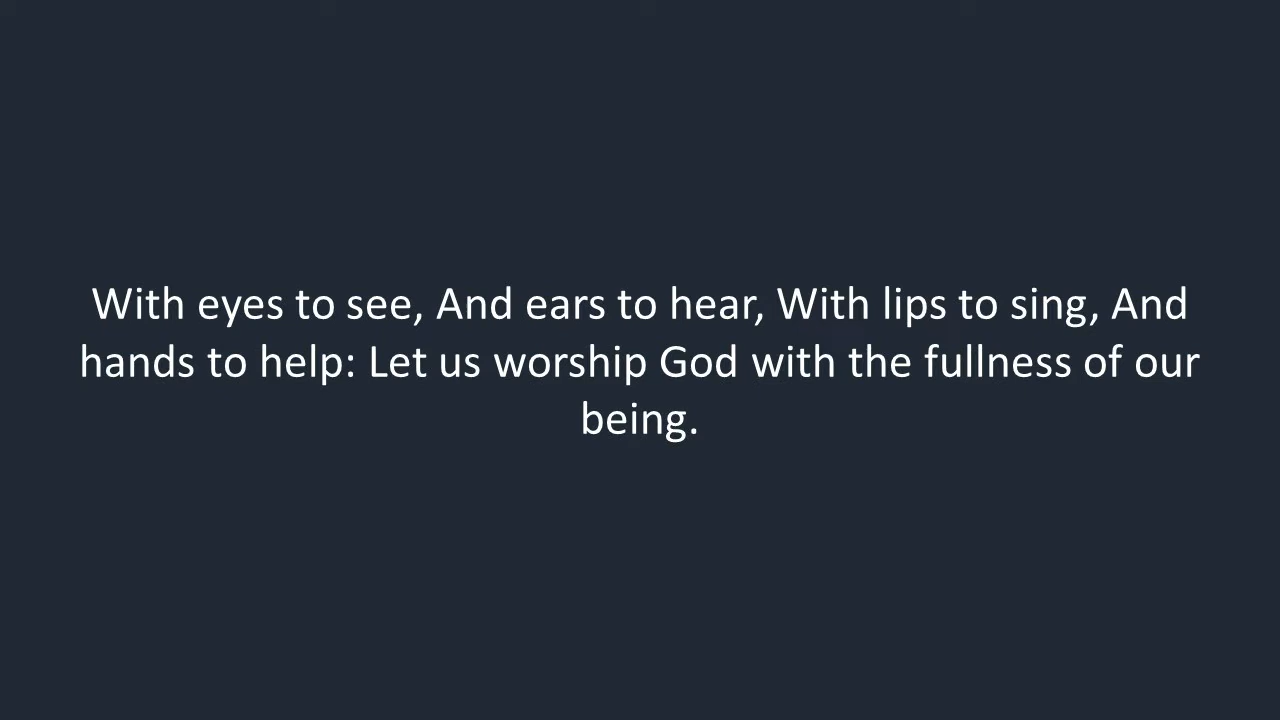 With eyes to see, And ears to hear, With lips to sing, And
hands to help: Let us worship God with the fullness of our
being.